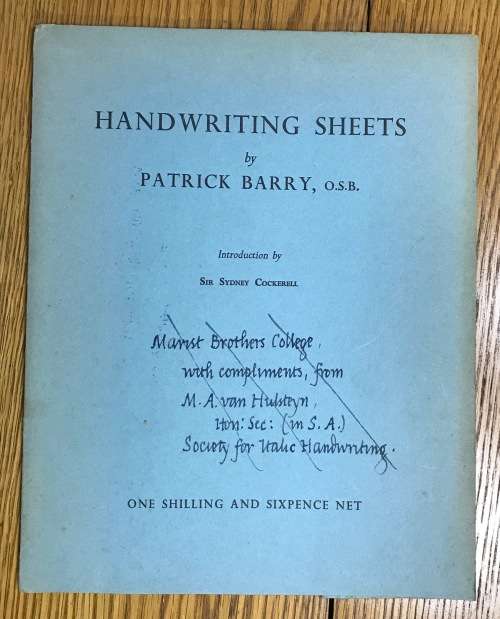 HANDWRITING SHEETS
by
PATRICK BARRY, O.S.B.
Introduction by
SIR SYDNEY COCKERELL
Marist Brothers College,
with compliments, from
M. A. van Hulsteyn,
Hon: Sec: (in S. A.)
Society for Italic Handwriting.
ONE SHILLING AND SIXPENCE NET